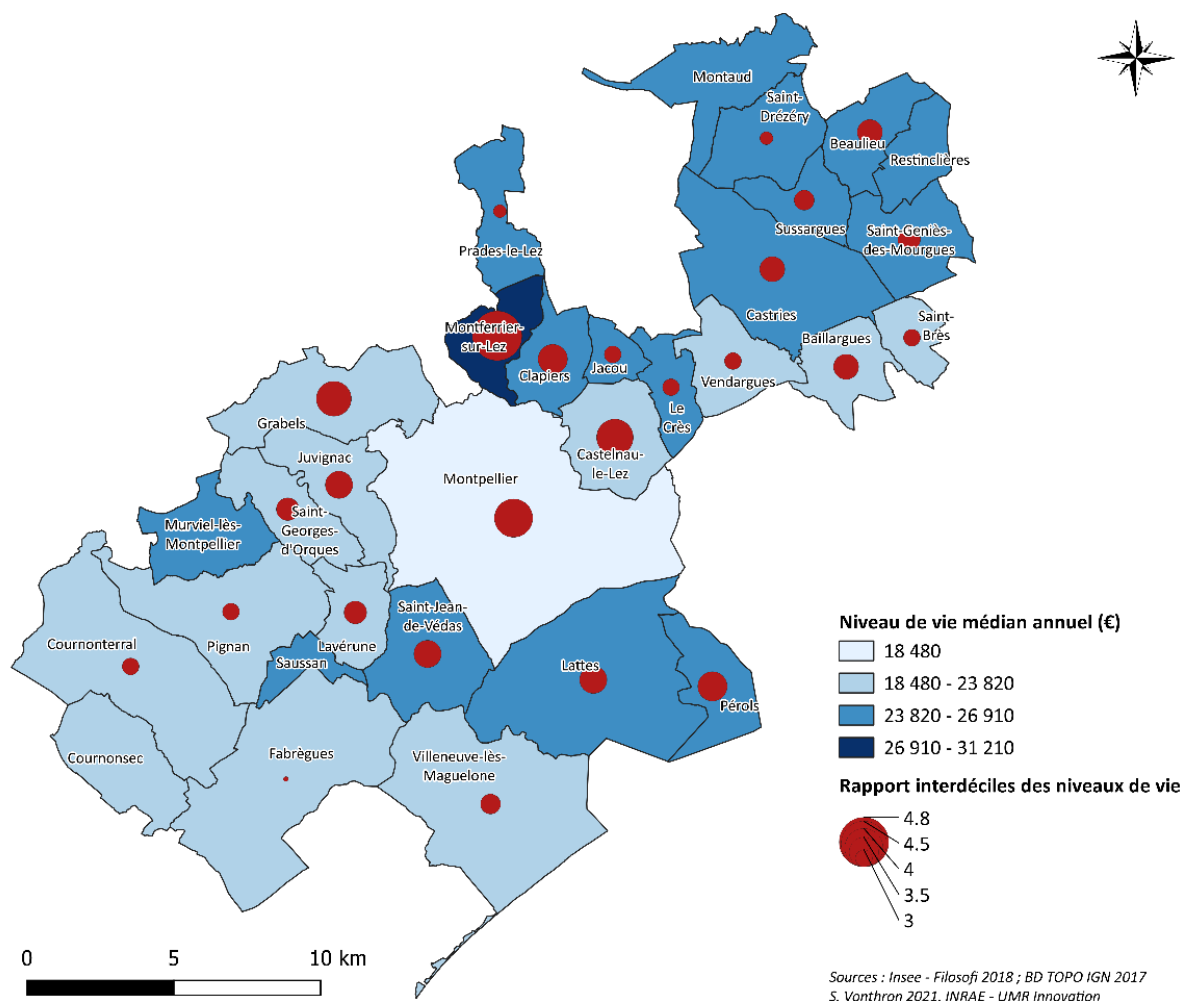 Montaud
Saint-
Drézéry
Beaulieu
Restinclières
Sussargues
Prades-le-Lez
Saint-Geniès-
des-Mourgues
Castries
Montferrier-
sur-Lez
Clapiers
Jacou
Le
Crès
Vendargues
Baillargues
Saint-
Brès
Grabels
Juvignac
Castelnau-
le-Lez
Montpellier
Murviel-lès-
Montpellier
Saint-
Georges-
d'Orques
Cournonterral
Pignan
Lavérune
Saussan
Saint-Jean-
de-Védas
Lattes
Pérols
Cournonsec
Fabrègues
Villeneuve-lès-
Maguelone
Niveau de vie médian annuel (€)
18 480
18 480 - 23 820
23 820 - 26 910
26 910 - 31 210
Rapport interdéciles des niveaux de vie
4.8
4.5
4
3.5
3
0 5 10 km
Sources : Insee - Filosofi 2018 ; BD TOPO IGN 2017
S. Vonthron 2021, INRAE - UMR Innovation